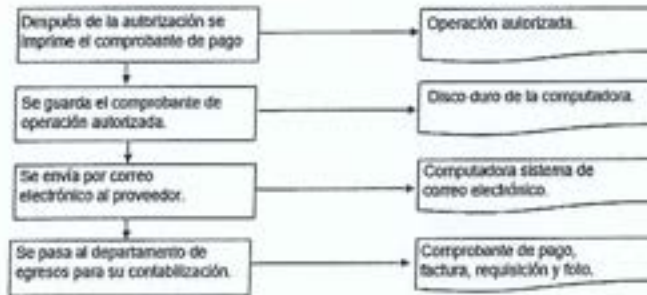 Después de la autorización se
imprime el comprobante de pago
Operación autorizada.
Se guarda el comprobante de
operación autorizada.
Disco duro de la computadora.
Se envía por correo
electrónico al proveedor.
Computadora sistema de
correo electrónico.
Se pasa al departamento de
egresos para su contabilización.
Comprobante de pago,
factura, requisición y foto.